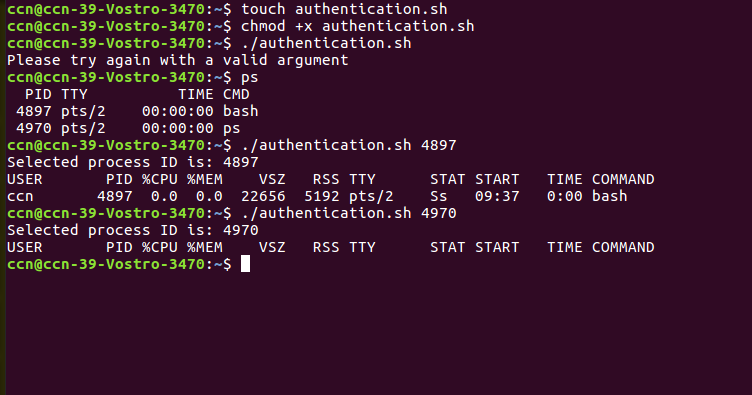 ccn@ccn-39-Vostro-3470:~$ touch authentication.sh
ccn@ccn-39-Vostro-3470:~$ chmod +x authentication.sh
ccn@ccn-39-Vostro-3470:~$ ./authentication.sh
Please try again with a valid argument
ccn@ccn-39-Vostro-3470:~$ ps
  PID TTY          TIME CMD
 4897 pts/2    00:00:00 bash
 4970 pts/2    00:00:00 ps
ccn@ccn-39-Vostro-3470:~$ ./authentication.sh 4897
Selected process ID is: 4897
USER       PID %CPU %MEM    VSZ   RSS TTY      STAT START   TIME COMMAND
ccn       4897  0.0  0.0  22656  5192 pts/2    Ss   09:37   0:00 bash
ccn@ccn-39-Vostro-3470:~$ ./authentication.sh 4970
Selected process ID is: 4970
USER       PID %CPU %MEM    VSZ   RSS TTY      STAT START   TIME COMMAND
ccn@ccn-39-Vostro-3470:~$